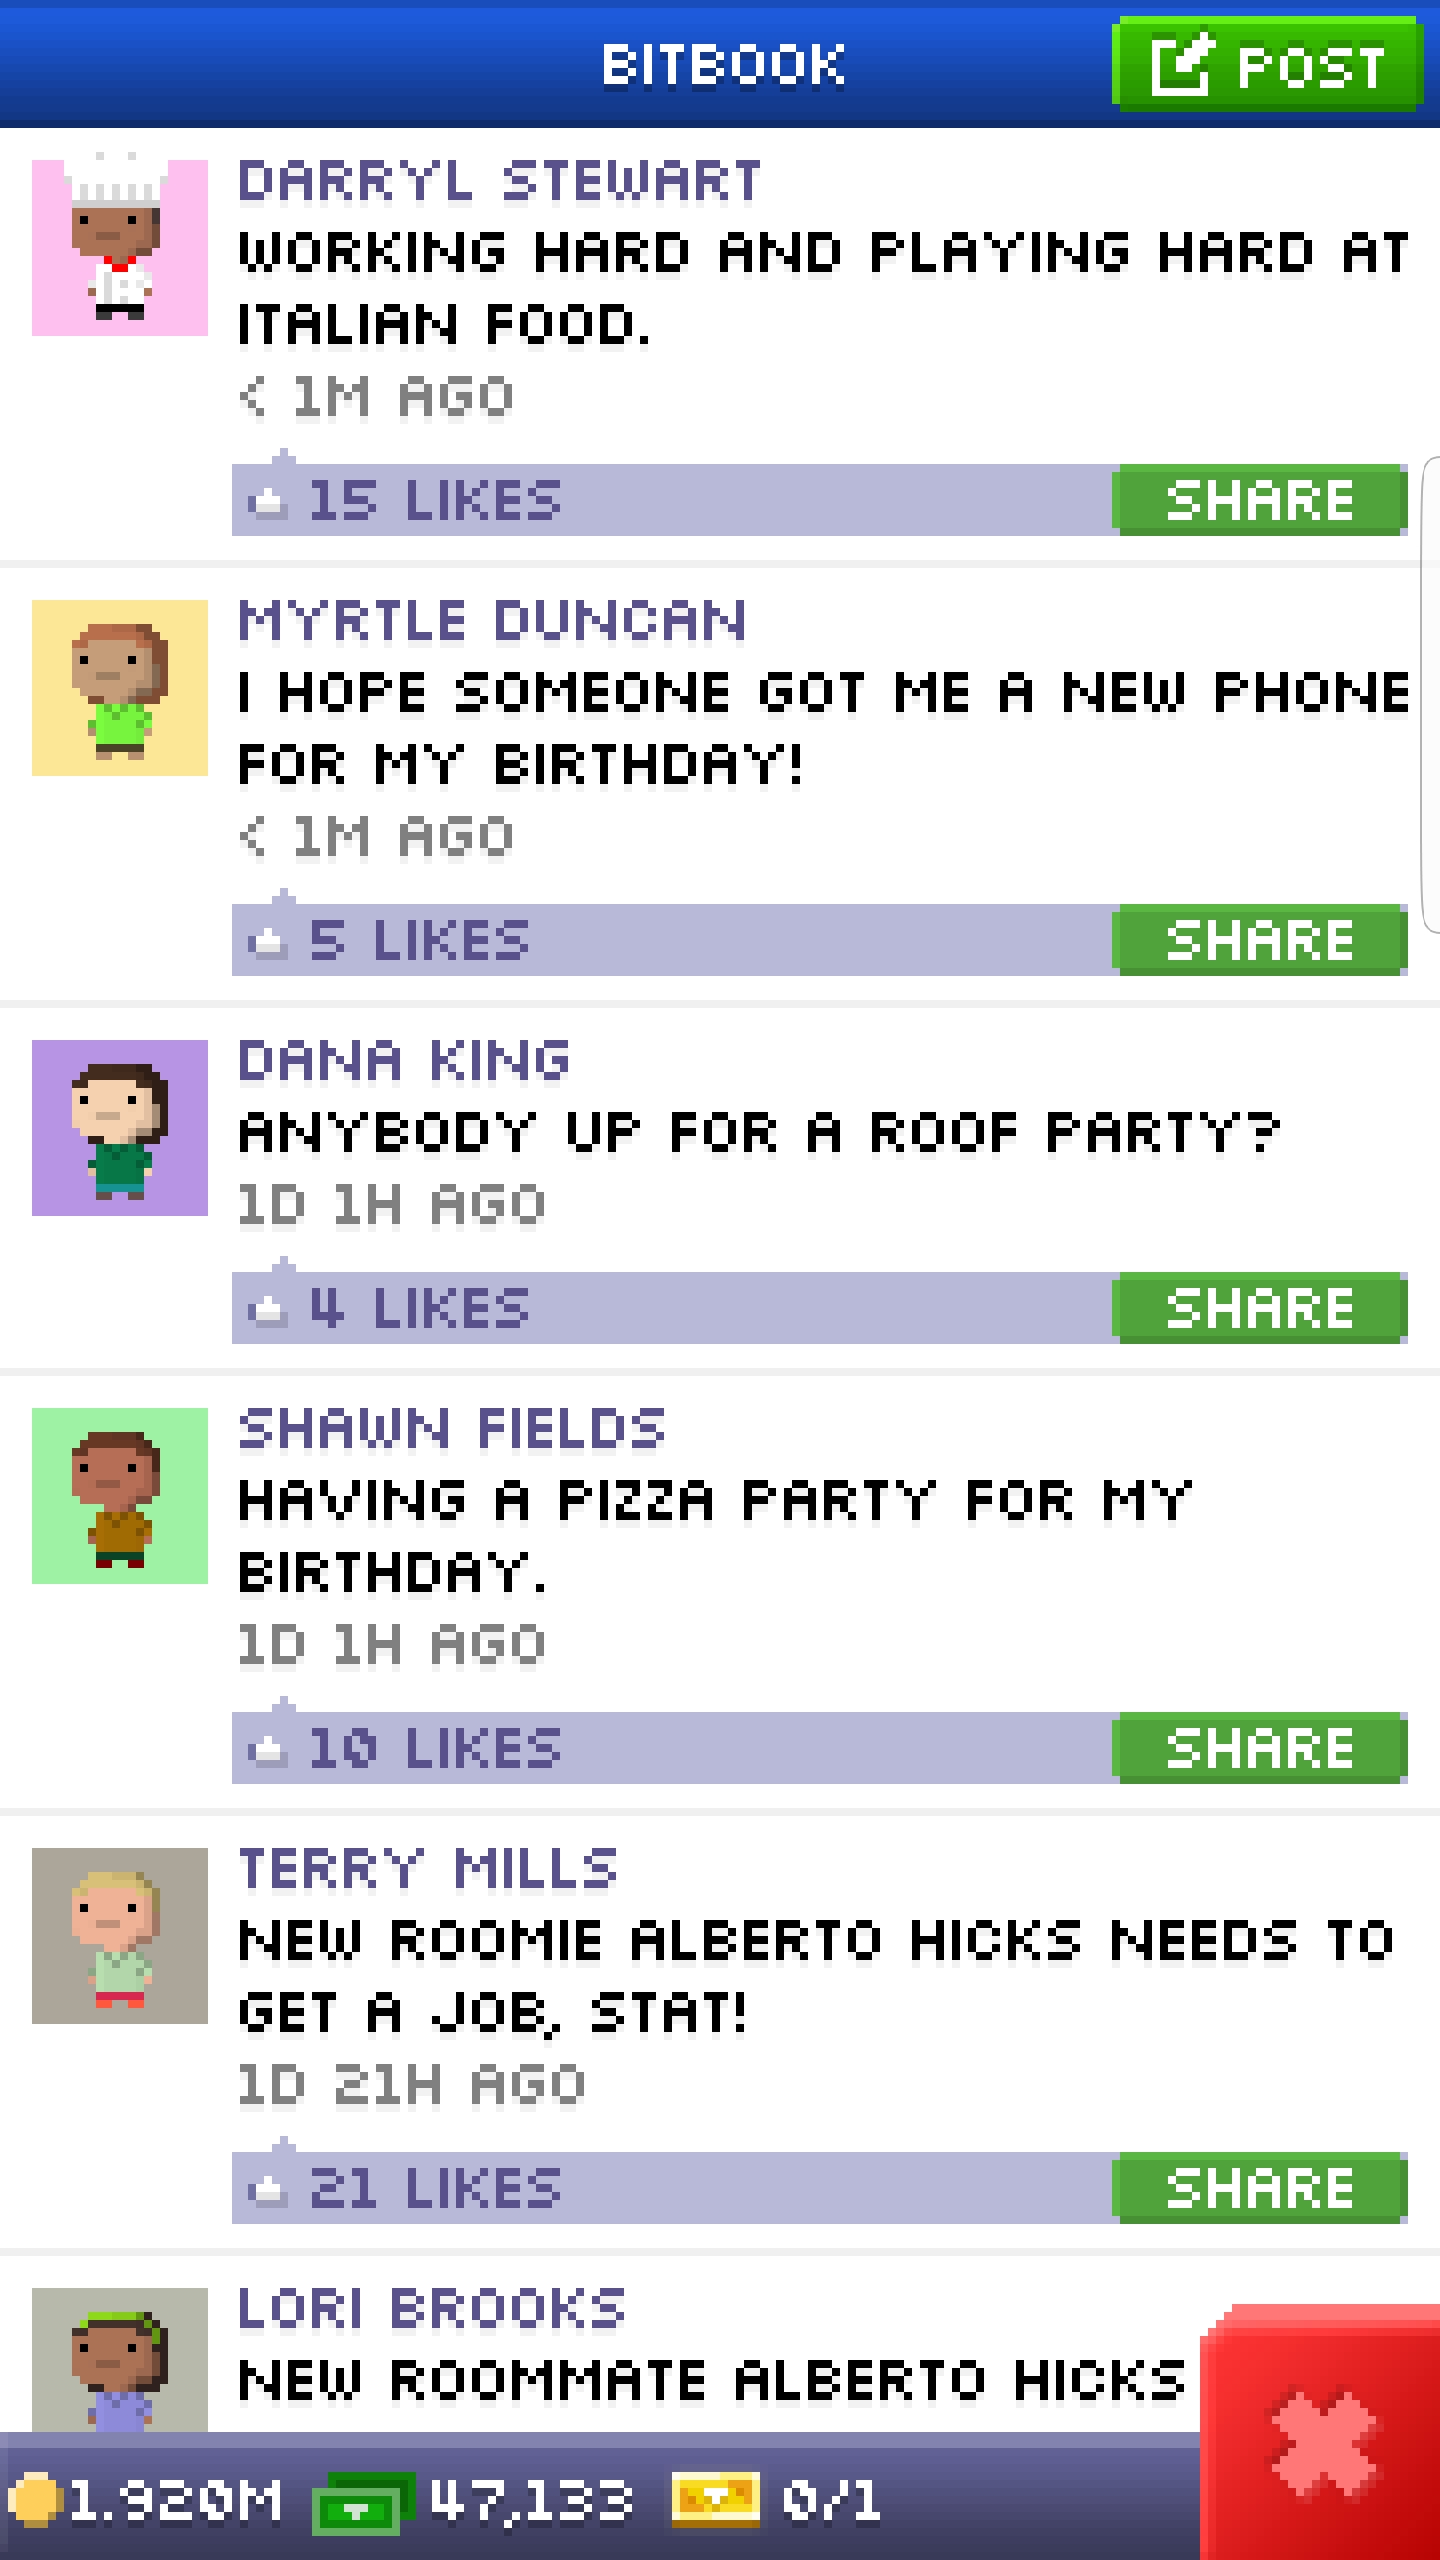 BITBOOK
POST
DARRYL STEWART
WORKING HARD AND PLAYING HARD AT
ITALIAN FOOD.
< 1M AGO
15 LIKES
SHARE
MYRTLE DUNCAN
I HOPE SOMEONE GOT ME A NEW PHONE
FOR MY BIRTHDAY!
< 1M AGO
5 LIKES
SHARE
DANA KING
ANYBODY UP FOR A ROOF PARTY?
1D 1H AGO
4 LIKES
SHARE
SHAWN FIELDS
HAVING A PIZZA PARTY FOR MY
BIRTHDAY.
1D 1H AGO
10 LIKES
SHARE
TERRY MILLS
NEW ROOMIE ALBERTO HICKS NEEDS TO
GET A JOB, STAT!
1D 21H AGO
21 LIKES
SHARE
LORI BROOKS
NEW ROOMMATE ALBERTO HICKS
1.920M 47,133 0/1